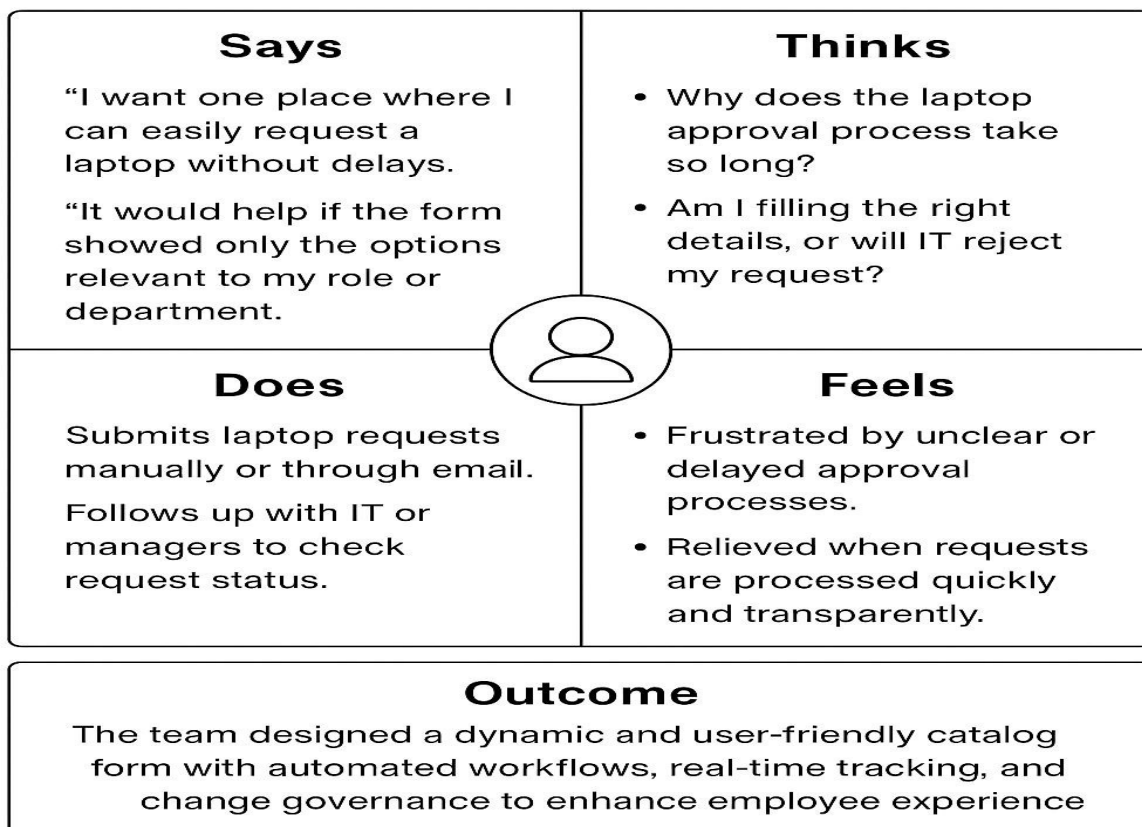 Says
“I want one place where I
can easily request a
laptop without delays.
“It would help if the form
showed only the options
relevant to my role or
department.
Thinks
• Why does the laptop
approval process take
so long?
• Am I filling the right
details, or will IT reject
my request?
Does
Submits laptop requests
manually or through email.
Follows up with IT or
managers to check
request status.
Feels
• Frustrated by unclear or
delayed approval
processes.
• Relieved when requests
are processed quickly
and transparently.
Outcome
The team designed a dynamic and user-friendly catalog
form with automated workflows, real-time tracking, and
change governance to enhance employee experience